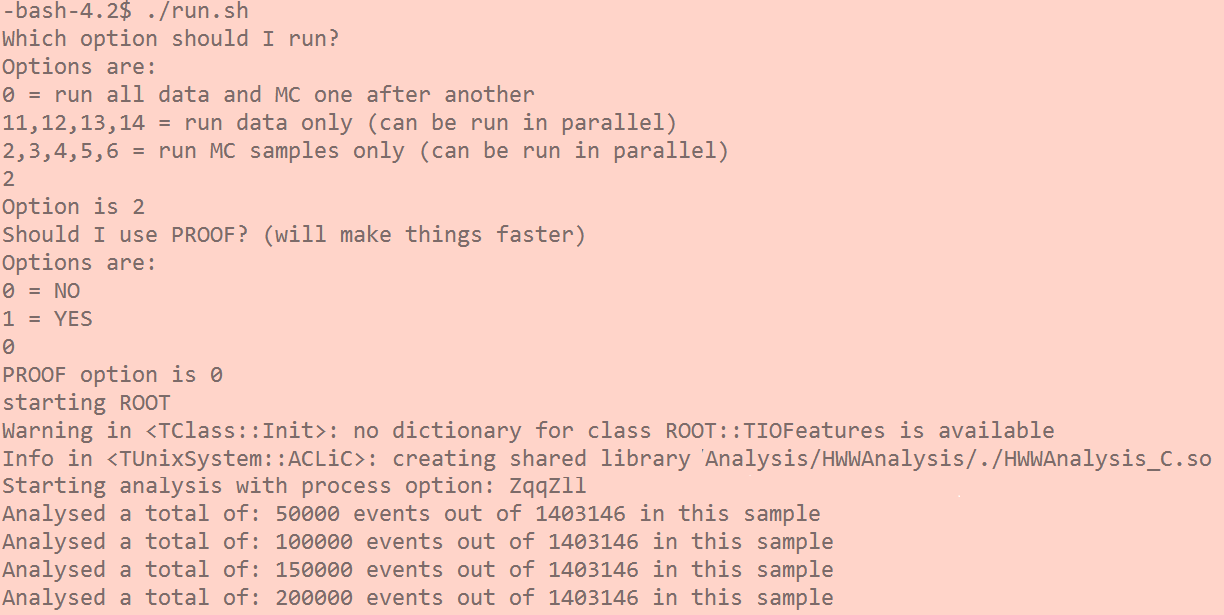 -bash-4.2$ ./run.sh
Which option should I run?
Options are:
0 = run all data and MC one after another
11,12,13,14 = run data only (can be run in parallel)
2,3,4,5,6 = run MC samples only (can be run in parallel)
2
Option is 2
Should I use PROOF? (will make things faster)
Options are:
0 = NO
1 = YES
0
PROOF option is 0
starting ROOT
Warning in <TClass::Init>: no dictionary for class ROOT::TIOFeatures is available
Info in <TUnixSystem::ACLiC>: creating shared library Analysis/HWWAnalysis/./HWWAnalysis_C.so
Starting analysis with process option: ZqqZll
Analysed a total of: 50000 events out of 1403146 in this sample
Analysed a total of: 100000 events out of 1403146 in this sample
Analysed a total of: 150000 events out of 1403146 in this sample
Analysed a total of: 200000 events out of 1403146 in this sample